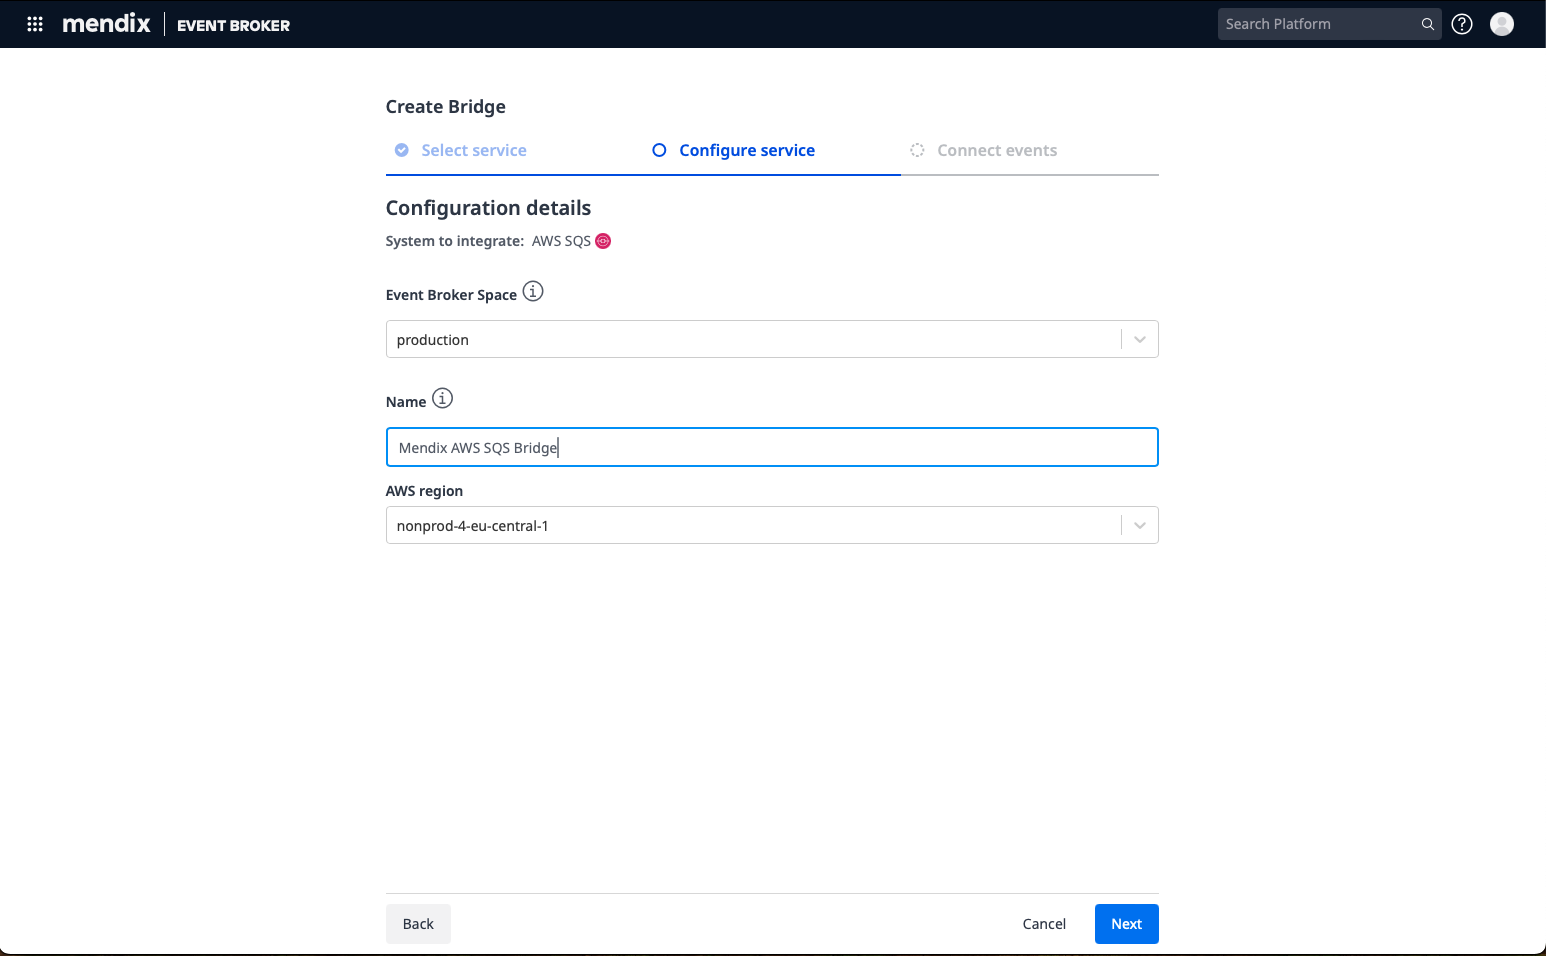 mendix EVENT BROKER Search Platform
Create Bridge
Select service Configure service Connect events
Configuration details
System to integrate: AWS SQS
Event Broker Space
production
Name
Mendix AWS SQS Bridge
AWS region
nonprod-4-eu-central-1
Back Cancel Next